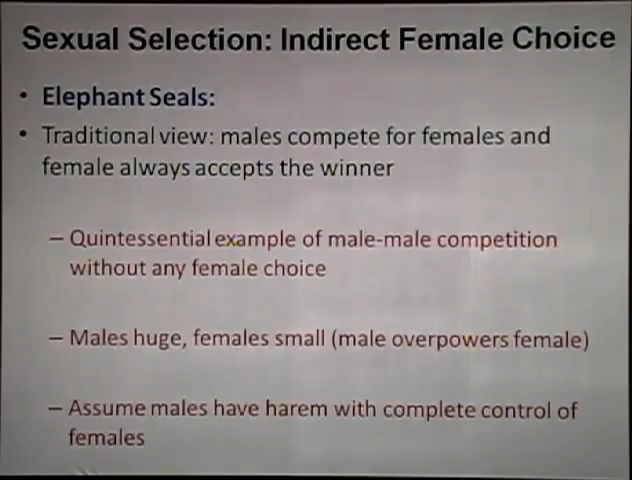 Sexual Selection: Indirect Female Choice
• Elephant Seals:
• Traditional view: males compete for females and
female always accepts the winner
– Quintessential example of male-male competition
without any female choice
– Males huge, females small (male overpowers female)
– Assume males have harem with complete control of
females